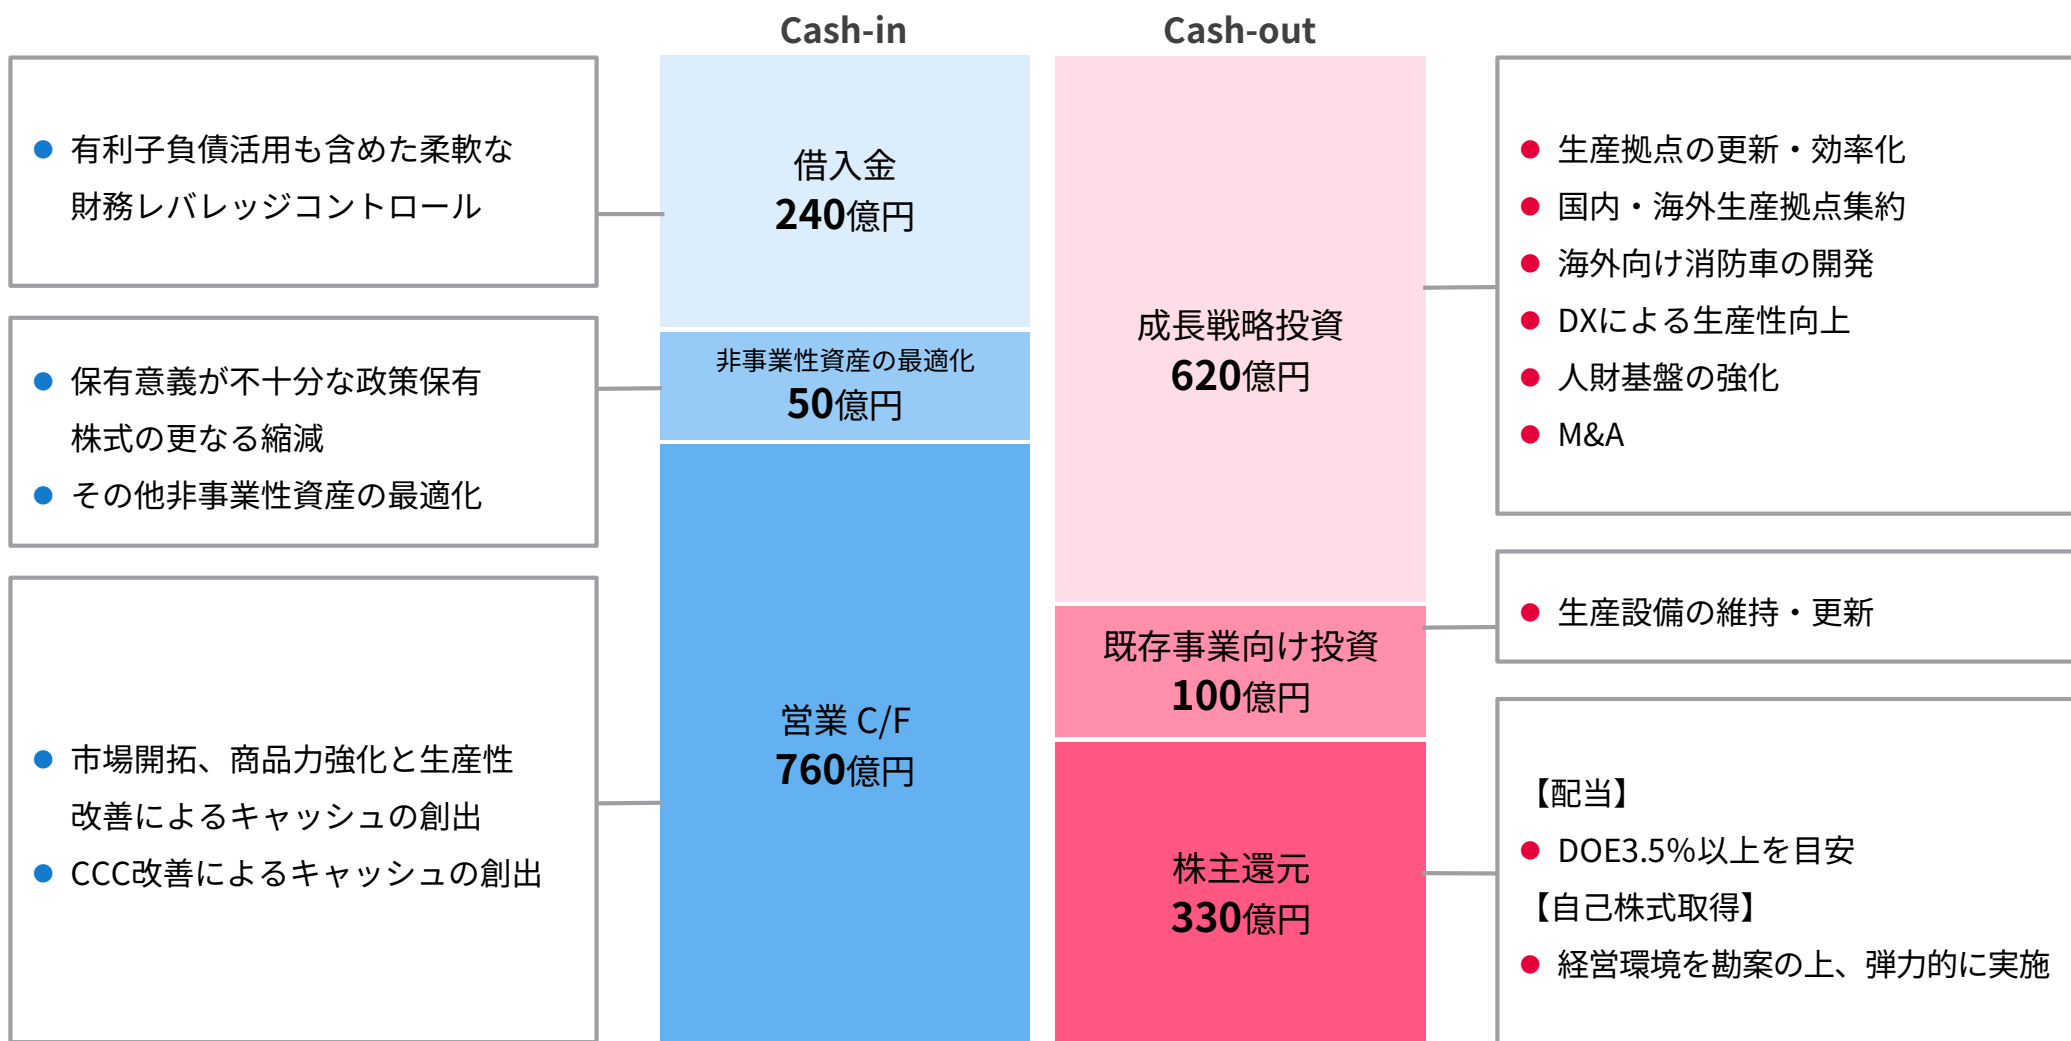 Cash-in
Cash-out
有利子負債活用も含めた柔軟な
財務レバレッジコントロール
保有意義が不十分な政策保有
株式の更なる縮減
その他非事業性資産の最適化
市場開拓、商品力強化と生産性
改善によるキャッシュの創出
CCC改善によるキャッシュの創出
借入金
240億円
非事業性資産の最適化
50億円
営業 C/F
760億円
成長戦略投資
620億円
既存事業向け投資
100億円
株主還元
330億円
生産拠点の更新・効率化
国内・海外生産拠点集約
海外向け消防車の開発
DXによる生産性向上
人財基盤の強化
M&A
生産設備の維持・更新
【配当】
DOE3.5%以上を目安
【自己株式取得】
経営環境を勘案の上、弾力的に実施